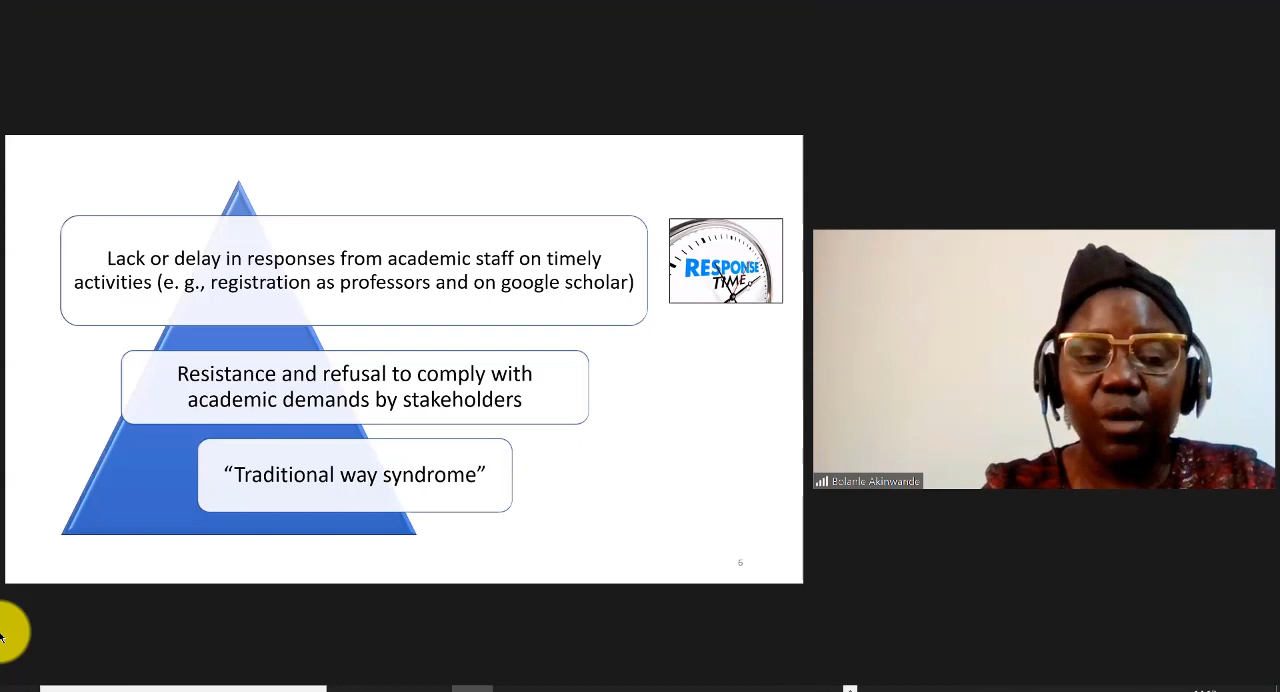 Lack or delay in responses from academic staff on timely
activities (e. g., registration as professors and on google scholar)
RESPONSE
TIME
Resistance and refusal to comply with
academic demands by stakeholders
“Traditional way syndrome”
6
Bolanle Akinwande